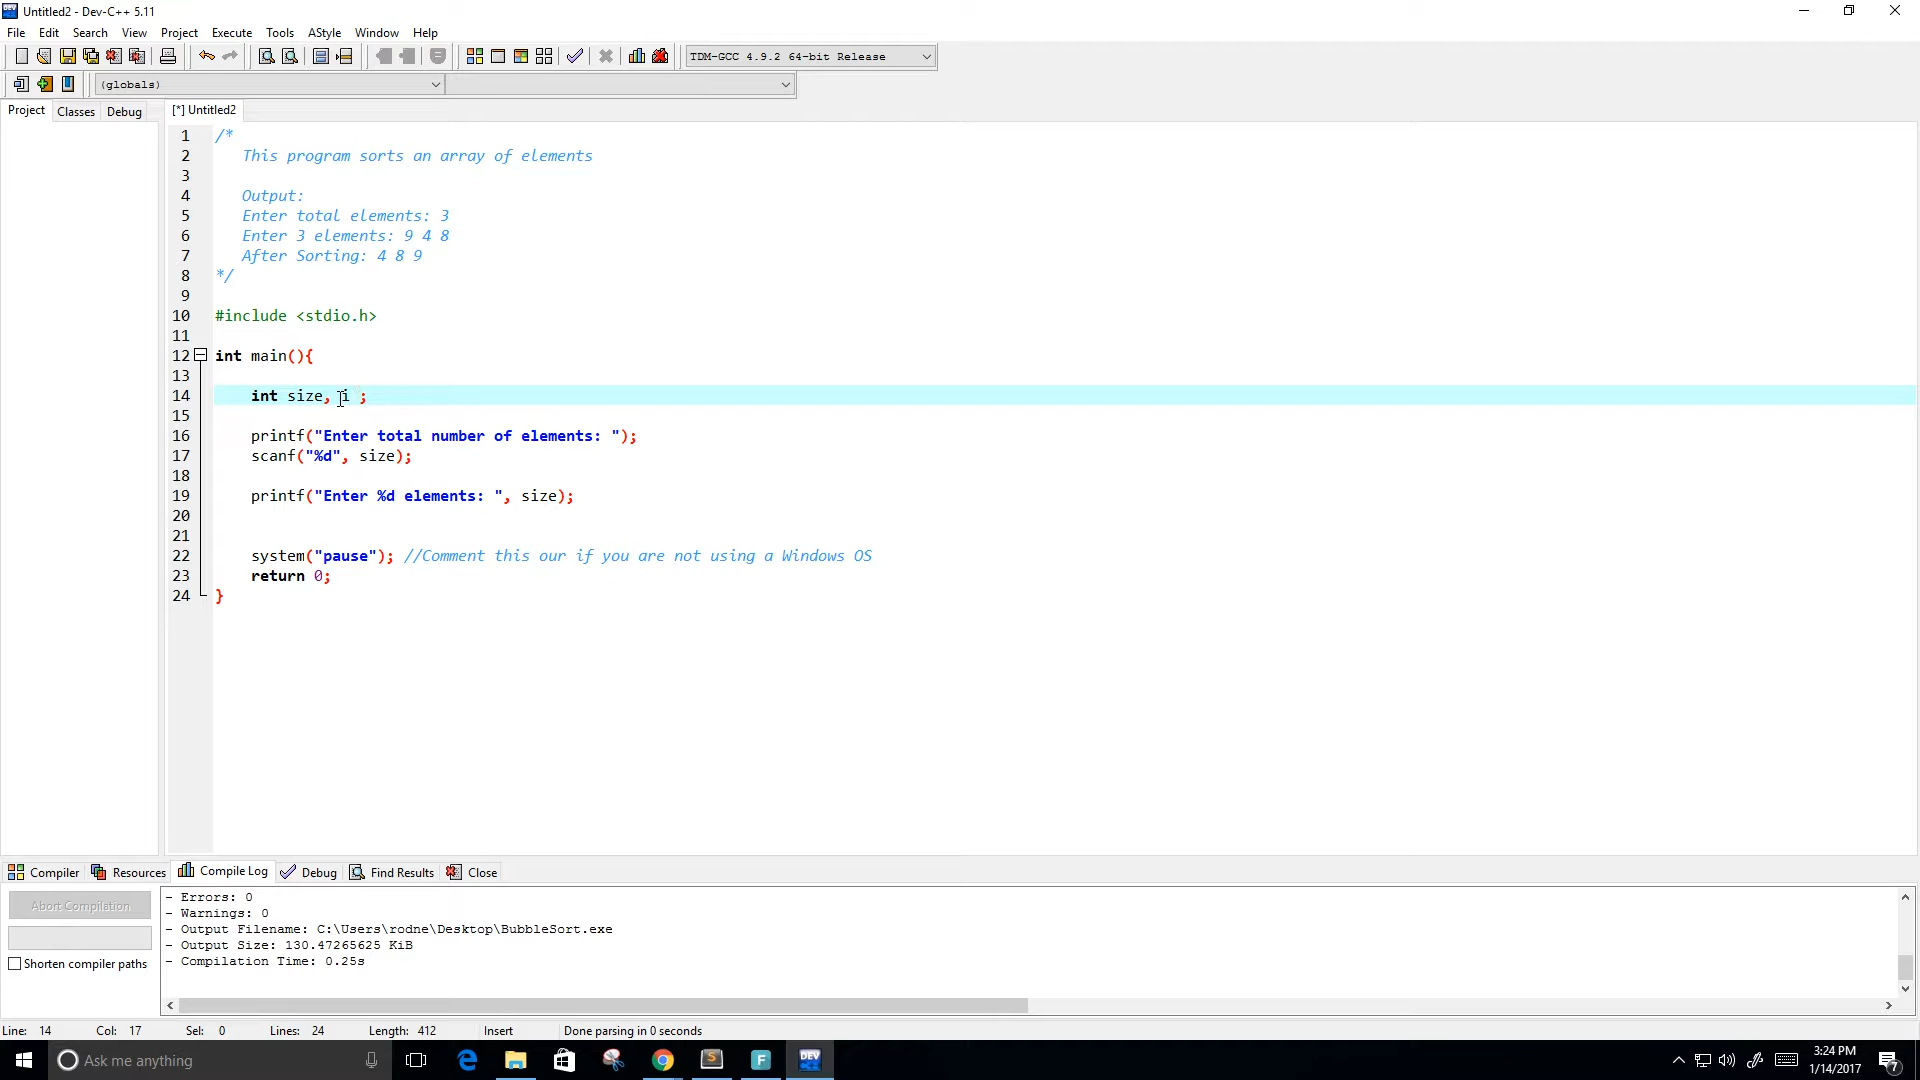 Untitled2 - Dev-C++ 5.11
File Edit Search View Project Execute Tools AStyle Window Help
TDM-GCC 4.9.2 64-bit Release
(globals)
Project Classes Debug [*] Untitled2
1 /*
2 This program sorts an array of elements
3
4 Output:
5 Enter total elements: 3
6 Enter 3 elements: 9 4 8
7 After Sorting: 4 8 9
8 */
9
10 #include <stdio.h>
11
12 int main(){
13
14 int size, i ;
15
16 printf("Enter total number of elements: ");
17 scanf("%d", size);
18
19 printf("Enter %d elements: ", size);
20
21
22 system("pause"); //Comment this our if you are not using a Windows OS
23 return 0;
24 }
Compiler Resources Compile Log Debug Find Results Close
Abort Compilation
Shorten compiler paths
- Errors: 0
- Warnings: 0
- Output Filename: C:\Users\rodne\Desktop\BubbleSort.exe
- Output Size: 130.47265625 KiB
- Compilation Time: 0.25s
Line: 14 Col: 17 Sel: 0 Lines: 24 Length: 412 Insert Done parsing in 0 seconds
Ask me anything
DEV
3:24 PM
1/14/2017
7